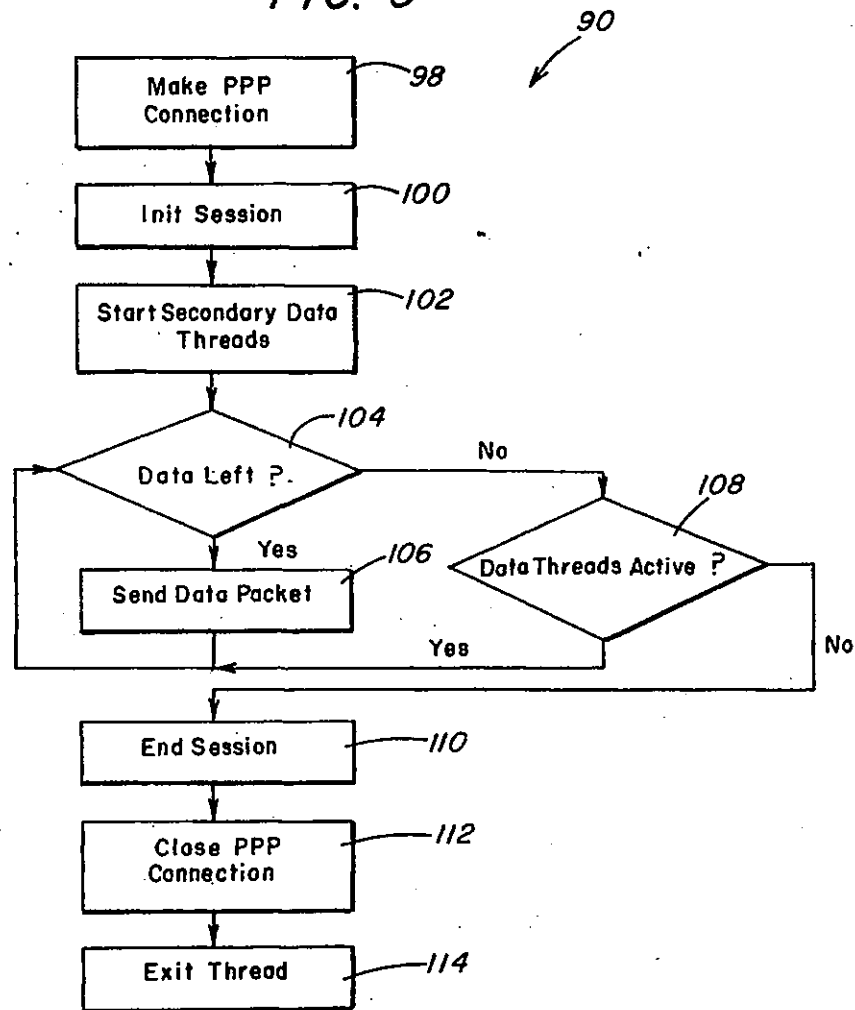 90
Make PPP
Connection
98
Init Session
100
Start Secondary Data
Threads
102
Data Left ?
104
No
Yes
Data Threads Active ?
108
Send Data Packet
106
Yes
No
End Session
110
Close PPP
Connection
112
Exit Thread
114